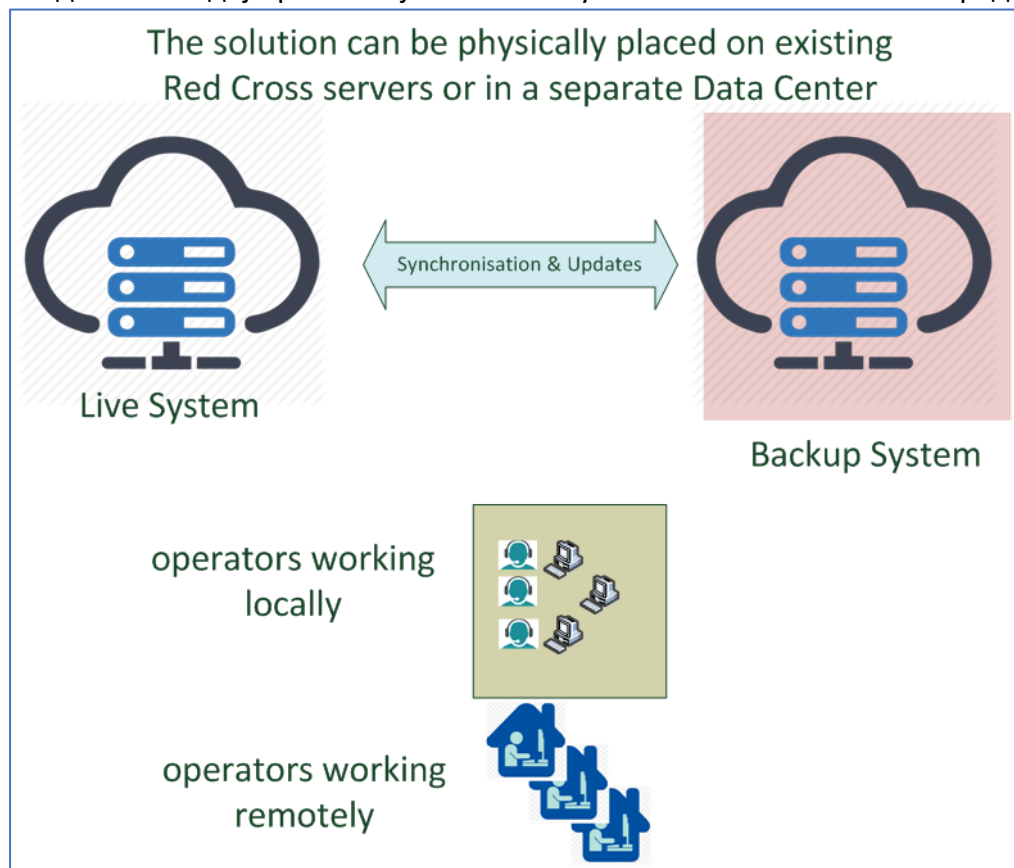 The solution can be physically placed on existing
Red Cross servers or in a separate Data Center
Synchronisation & Updates
Live System
Backup System
operators working
locally
operators working
remotely